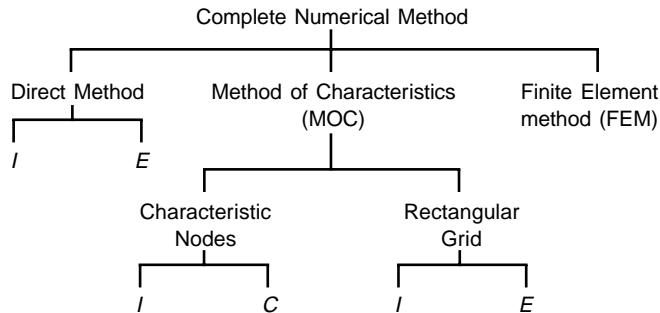 Complete Numerical Method
Direct Method
Method of Characteristics
(MOC)
Finite Element
method (FEM)
I
E
Characteristic
Nodes
Rectangular
Grid
I
C
I
E